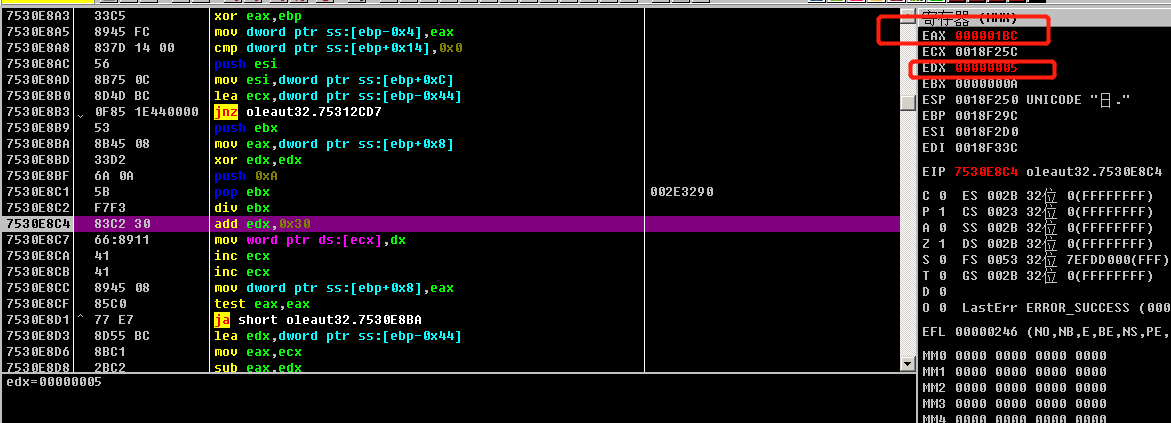 寄存器 (MMX)
7530E8A3 33C5 xor eax,ebp
7530E8A5 8945 FC mov dword ptr ss:[ebp-0x4],eax
7530E8A8 837D 14 00 cmp dword ptr ss:[ebp+0x14],0x0
7530E8AC 56 push esi
7530E8AD 8B75 0C mov esi,dword ptr ss:[ebp+0xC]
7530E8B0 8D4D BC lea ecx,dword ptr ss:[ebp-0x44]
7530E8B3 0F85 1E440000 jnz oleaut32.75312CD7
7530E8B9 53 push ebx
7530E8BA 8B45 08 mov eax,dword ptr ss:[ebp+0x8]
7530E8BD 33D2 xor edx,edx
7530E8BF 6A 0A push 0xA
7530E8C1 5B pop ebx 002E3290
7530E8C2 F7F3 div ebx
7530E8C4 83C2 30 add edx,0x30
7530E8C7 66:8911 mov word ptr ds:[ecx],dx
7530E8CA 41 inc ecx
7530E8CB 41 inc ecx
7530E8CC 8945 08 mov dword ptr ss:[ebp+0x8],eax
7530E8CF 85C0 test eax,eax
7530E8D1 ^ 77 E7 ja short oleaut32.7530E8BA
7530E8D3 8D55 BC lea edx,dword ptr ss:[ebp-0x44]
7530E8D6 8BC1 mov eax,ecx
7530E8D8 2BC2 sub eax,edx
edx=00000005
EAX 000001BC
ECX 0018F25C
EDX 00000005
EBX 0000000A
ESP 0018F250 UNICODE "日."
EBP 0018F29C
ESI 0018F2D0
EDI 0018F33C
EIP 7530E8C4 oleaut32.7530E8C4
C 0 ES 002B 32位 0(FFFFFFFF)
P 1 CS 0023 32位 0(FFFFFFFF)
A 0 SS 002B 32位 0(FFFFFFFF)
Z 1 DS 002B 32位 0(FFFFFFFF)
S 0 FS 0053 32位 7EFDD000(FFF)
T 0 GS 002B 32位 0(FFFFFFFF)
D 0
O 0 LastErr ERROR_SUCCESS (000
EFL 00000246 (NO,NB,E,BE,NS,PE,
MM0 0000 0000 0000 0000
MM1 0000 0000 0000 0000
MM2 0000 0000 0000 0000
MM3 0000 0000 0000 0000
MM4 0000 0000 0000 0000